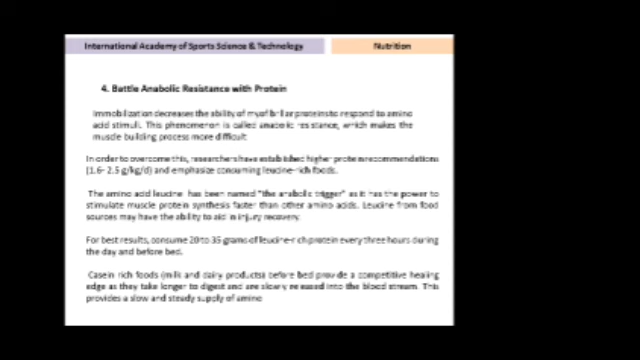 International Academy of Sports Science & Technology
Nutrition
4. Battle Anabolic Resistance with Protein
Immobilization decreases the ability of myofibrillar proteins to respond to amino
acid stimuli. This phenomenon is called anabolic resistance, which makes the
muscle building process more difficult
In order to overcome this, researchers have established higher protein recommendations
(1.6- 2.5 g/kg/d) and emphasize consuming leucine-rich foods.
The amino acid leucine has been named "the anabolic trigger" as it has the power to
stimulate muscle protein synthesis faster than other amino acids. Leucine from food
sources may have the ability to aid in injury recovery.
For best results, consume 20 to 35 grams of leucine-rich protein every three hours during
the day and before bed.
Casein rich foods (milk and dairy products) before bed provide a competitive healing
edge as they take longer to digest and are slowly released into the blood stream. This
provides a slow and steady supply of amino